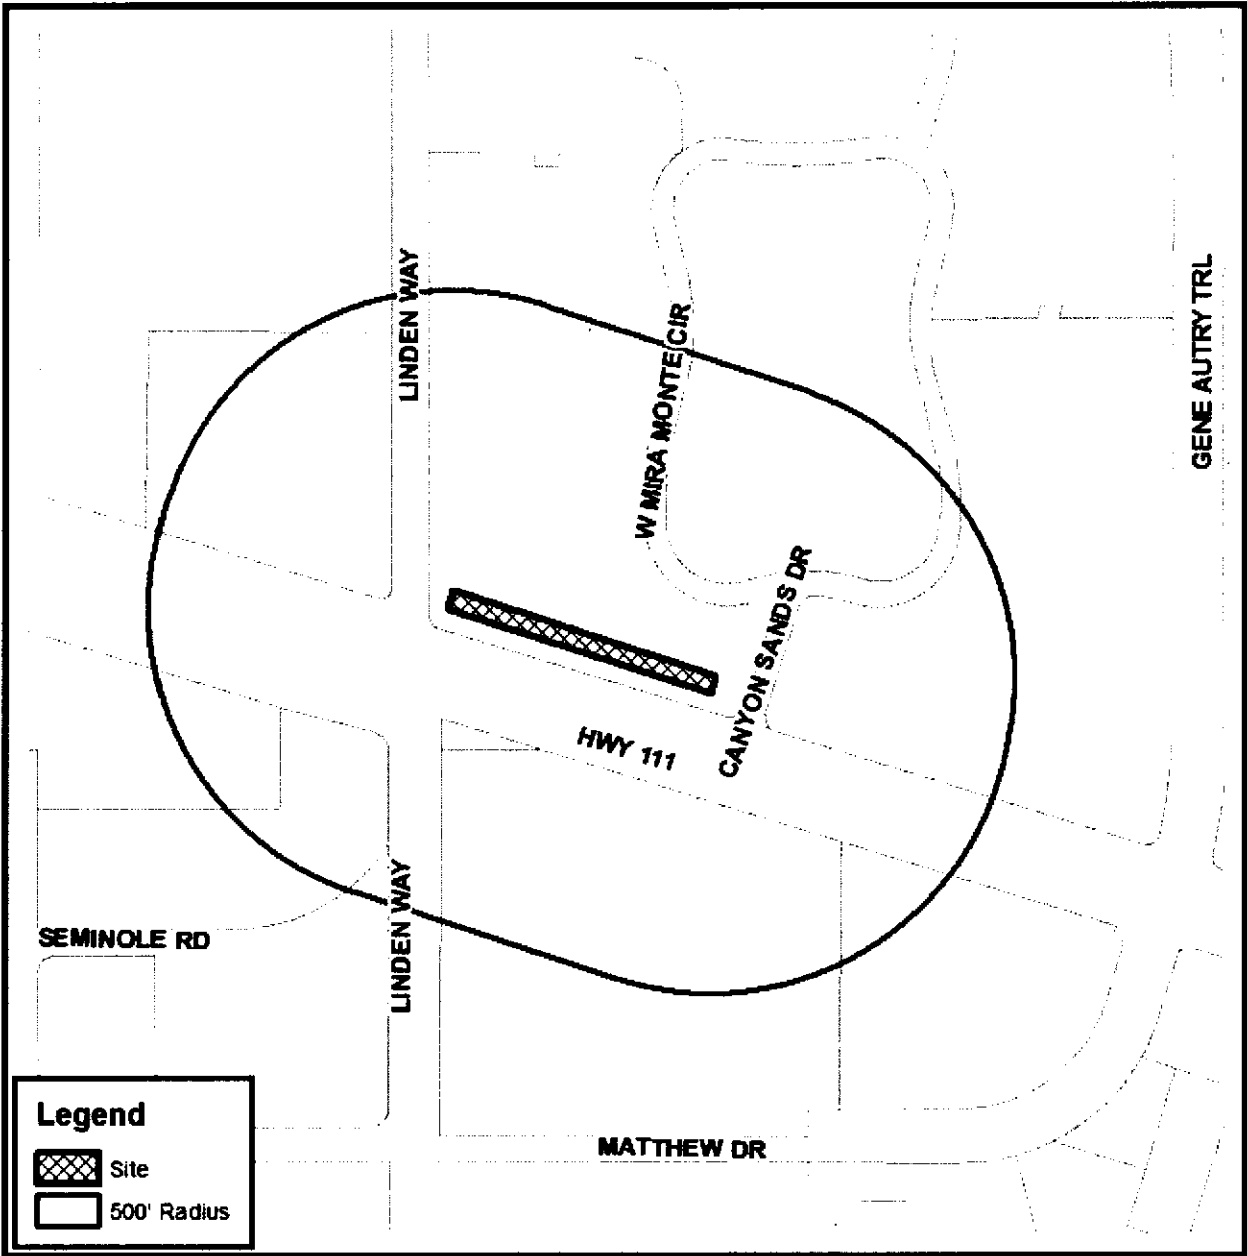 LINDEN WAY
W MIRA MONTE CIR
GENE AUTRY TRL
CANYON SANDS DR
HWY 111
LINDEN WAY
SEMINOLE RD
MATTHEW DR
Legend
Site
500' Radius